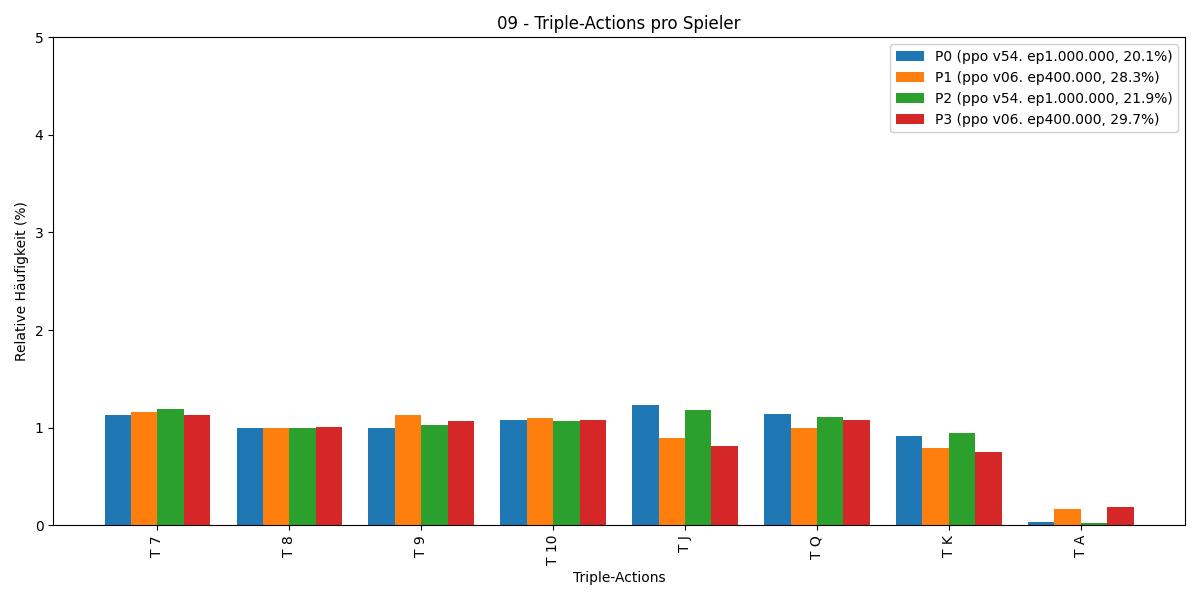 09 - Triple-Actions pro Spieler
P0 (ppo v54. ep1.000.000, 20.1%)
P1 (ppo v06. ep400.000, 28.3%)
P2 (ppo v54. ep1.000.000, 21.9%)
P3 (ppo v06. ep400.000, 29.7%)
Relative Häufigkeit (%)
5
4
3
2
1
0
T 7
T 8
T 9
T 10
T J
T Q
T K
T A
Triple-Actions